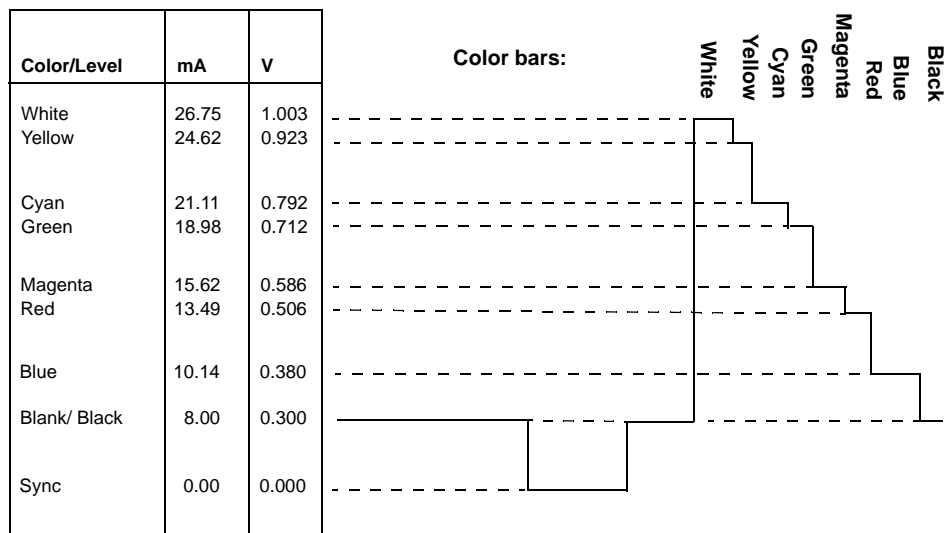 Color/Level mA V
White 26.75 1.003
Yellow 24.62 0.923
Cyan 21.11 0.792
Green 18.98 0.712
Magenta 15.62 0.586
Red 13.49 0.506
Blue 10.14 0.380
Blank/ Black 8.00 0.300
Sync 0.00 0.000
Color bars:
White
Yellow
Cyan
Green
Magenta
Red
Blue
Black